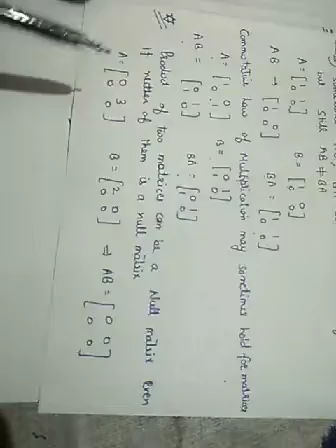 but still AB ≠ BA
A = [1 1; 0 0] B = [1 0; 0 0]
AB → [1 0; 0 0] BA = [1 1; 0 0]
Commutative law of Multiplication may sometimes hold for matrices
A = [1 0; 0 1] B = [0 1; 1 0]
AB = [0 1; 1 0] BA = [0 1; 1 0]
Product of two matrices can be a Null matrix even
if neither of them is a null matrix
A = [0 3; 0 0] B = [2 0; 0 0] ⇒ AB = [0 0; 0 0]